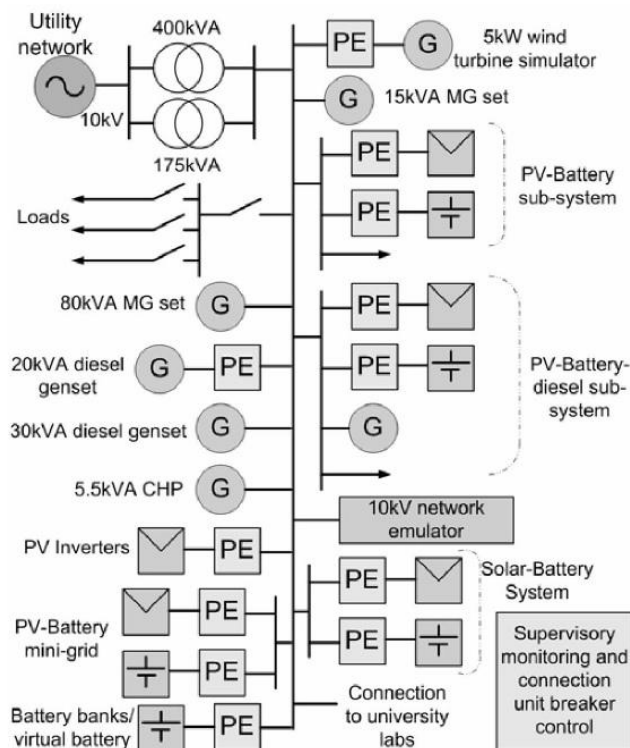 Utility
network
400kVA
10kV
175kVA
PE
G
5kW wind
turbine simulator
G
15kVA MG set
PE
PE
PV-Battery
sub-system
Loads
80kVA MG set
G
PE
PE
G
PV-Battery-
diesel sub-
system
20kVA diesel
genset
G
PE
30kVA diesel genset
G
5.5kVA CHP
G
10kV network
emulator
PV Inverters
PE
PE
PE
Solar-Battery
System
PV-Battery
mini-grid
PE
PE
Supervisory
monitoring and
connection
unit breaker
control
Connection
to university
labs
Battery banks/
virtual battery
PE